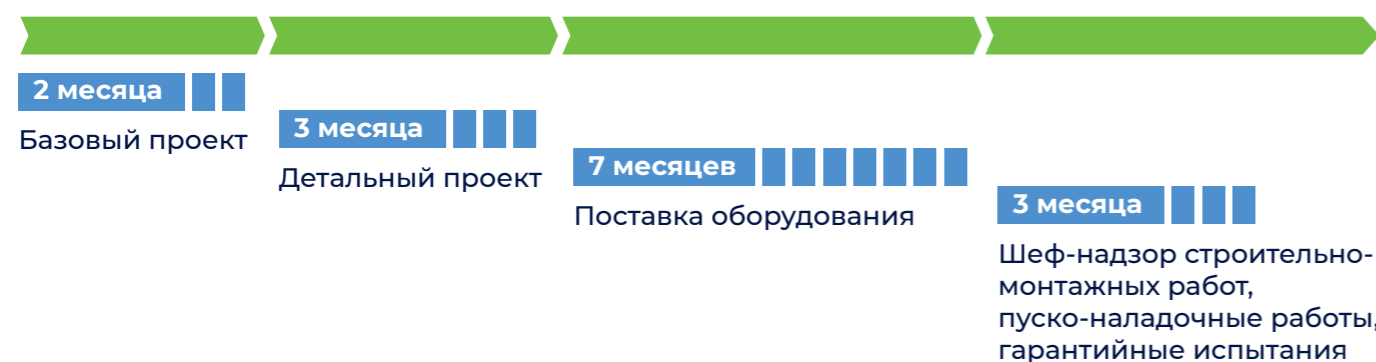 2 месяца
Базовый проект
3 месяца
Детальный проект
7 месяцев
Поставка оборудования
3 месяца
Шеф-надзор строительно-
монтажных работ,
пуско-наладочные работы,
гарантийные испытания